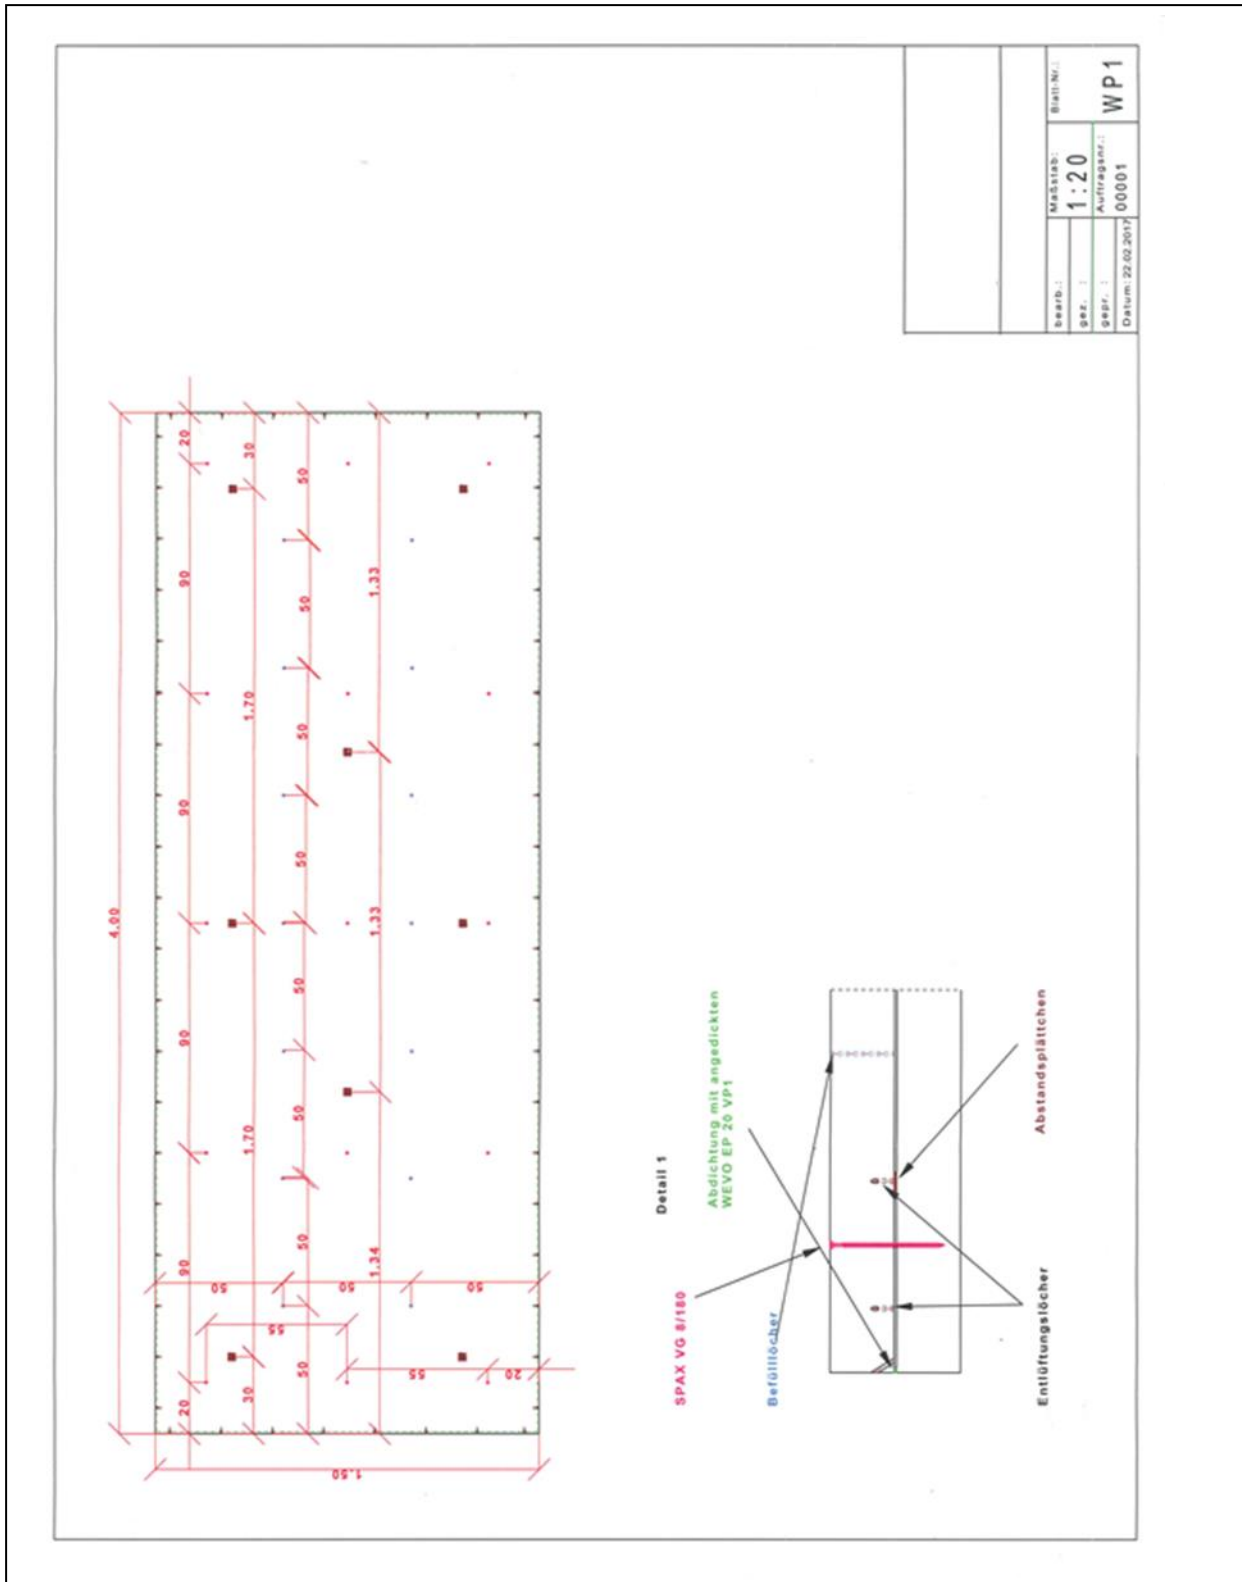 4.00
20
90
90
90
90
20
30
1.70
1.70
30
50
50
50
50
50
50
50
50
1.33
1.33
1.34
50
50
50
55
55
20
1.50
Detail 1
SPAX VG 8/180
Abdichtung mit angedickten
WEVO EP 20 VP1
Befülllöcher
Abstandsplättchen
Entlüftungslöcher
bearb.:
gez. :
gepr. :
Datum:22.02.2017
Maßstab:
1:20
Auftragsnr.:
00001
Blatt-Nr.:
WP1